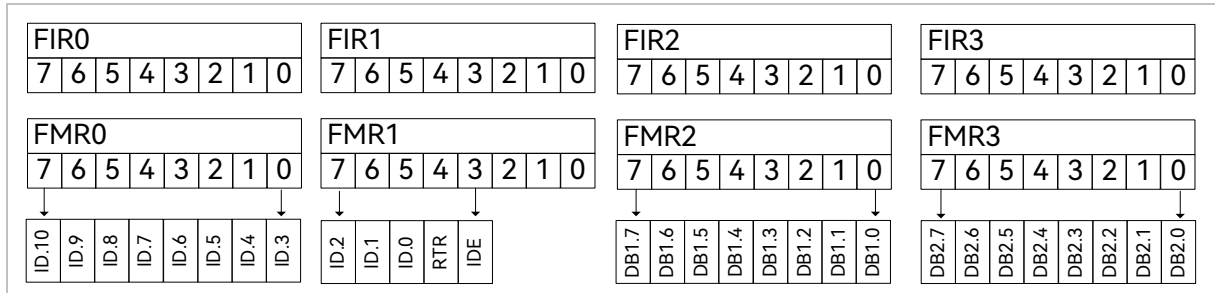 FIR0 FIR1 FIR2 FIR3
7 6 5 4 3 2 1 0 7 6 5 4 3 2 1 0 7 6 5 4 3 2 1 0 7 6 5 4 3 2 1 0
FMR0 FMR1 FMR2 FMR3
7 6 5 4 3 2 1 0 7 6 5 4 3 2 1 0 7 6 5 4 3 2 1 0 7 6 5 4 3 2 1 0
ID.10 ID.9 ID.8 ID.7 ID.6 ID.5 ID.4 ID.3 ID.2 ID.1 ID.0 RTR IDE DB1.7 DB1.6 DB1.5 DB1.4 DB1.3 DB1.2 DB1.1 DB1.0 DB2.7 DB2.6 DB2.5 DB2.4 DB2.3 DB2.2 DB2.1 DB2.0